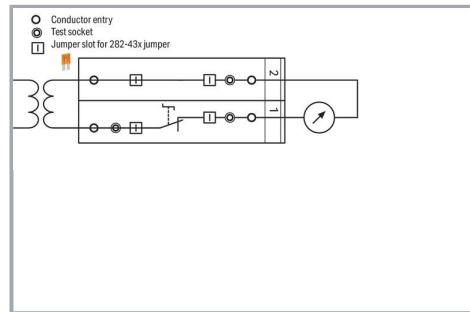 Conductor entry
Test socket
Jumper slot for 282-43x jumper
2
1